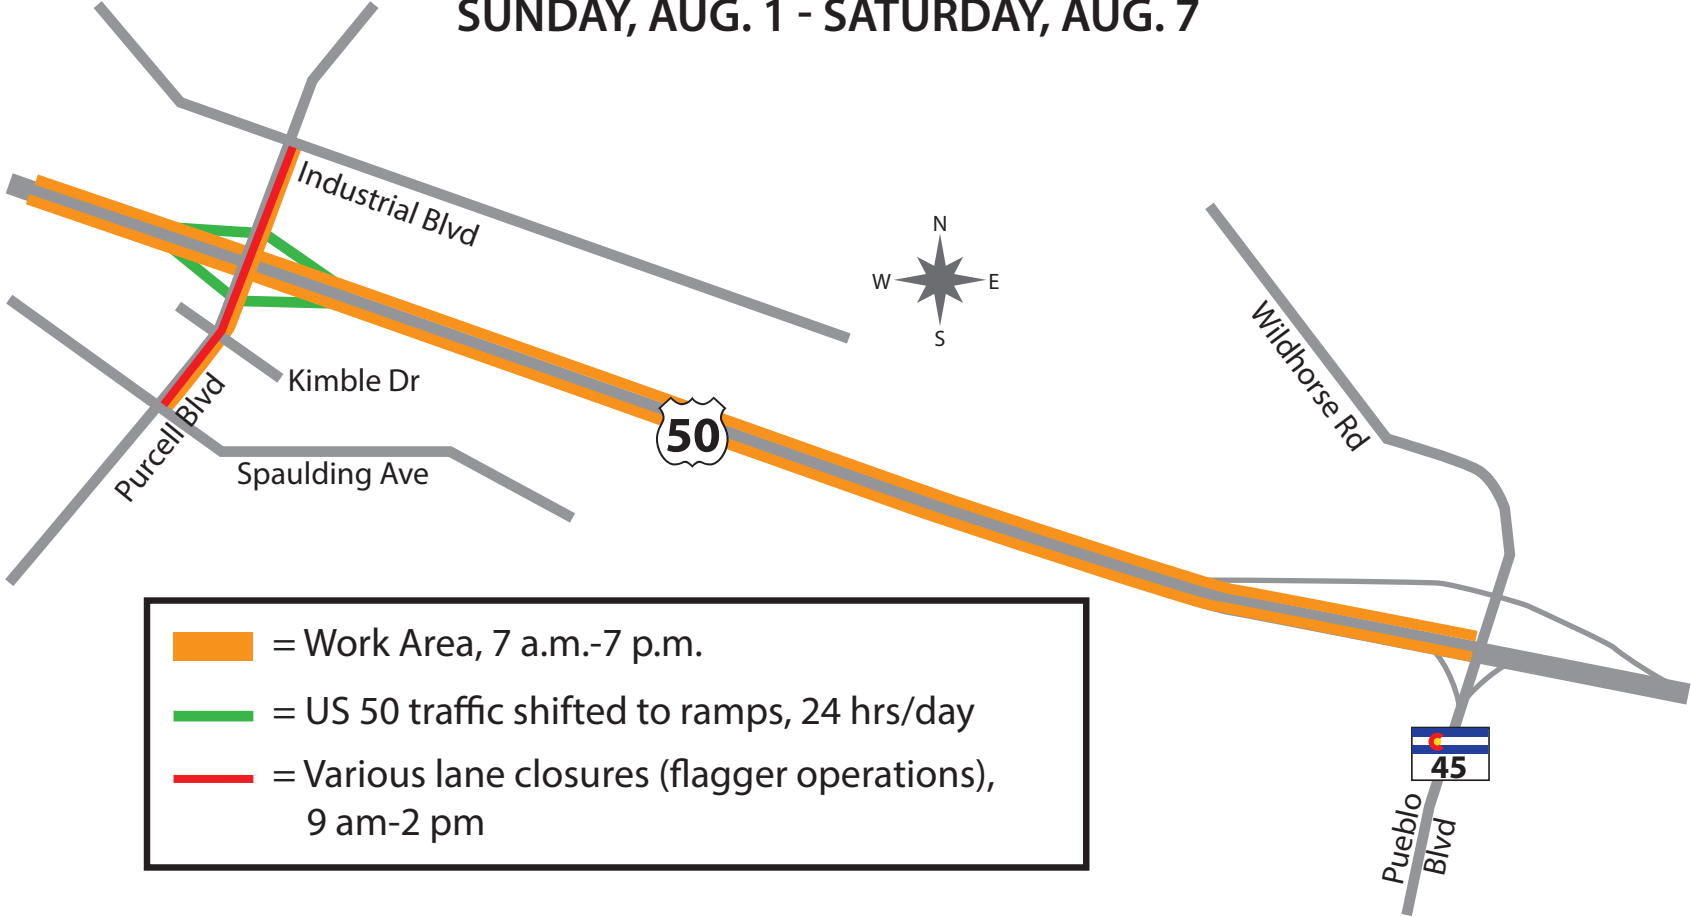 SUNDAY, AUG. 1 - SATURDAY, AUG. 7
Industrial Blvd
N
W
E
S
Wildhorse Rd
Kimble Dr
Purcell Blvd
50
Spaulding Ave
= Work Area, 7 a.m.-7 p.m.
= US 50 traffic shifted to ramps, 24 hrs/day
= Various lane closures (flagger operations),
9 am-2 pm
45
Pueblo
Blvd